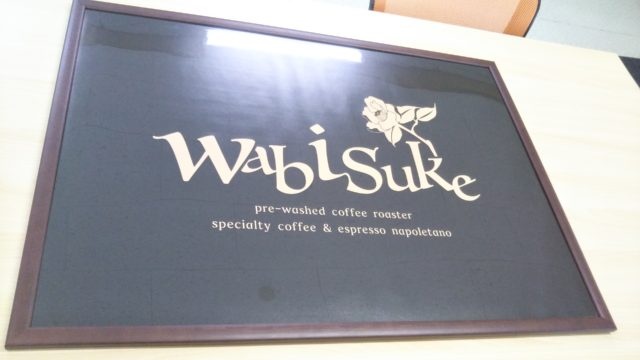 WabiSuke
pre-washed coffee roaster
specialty coffee & espresso napoletano